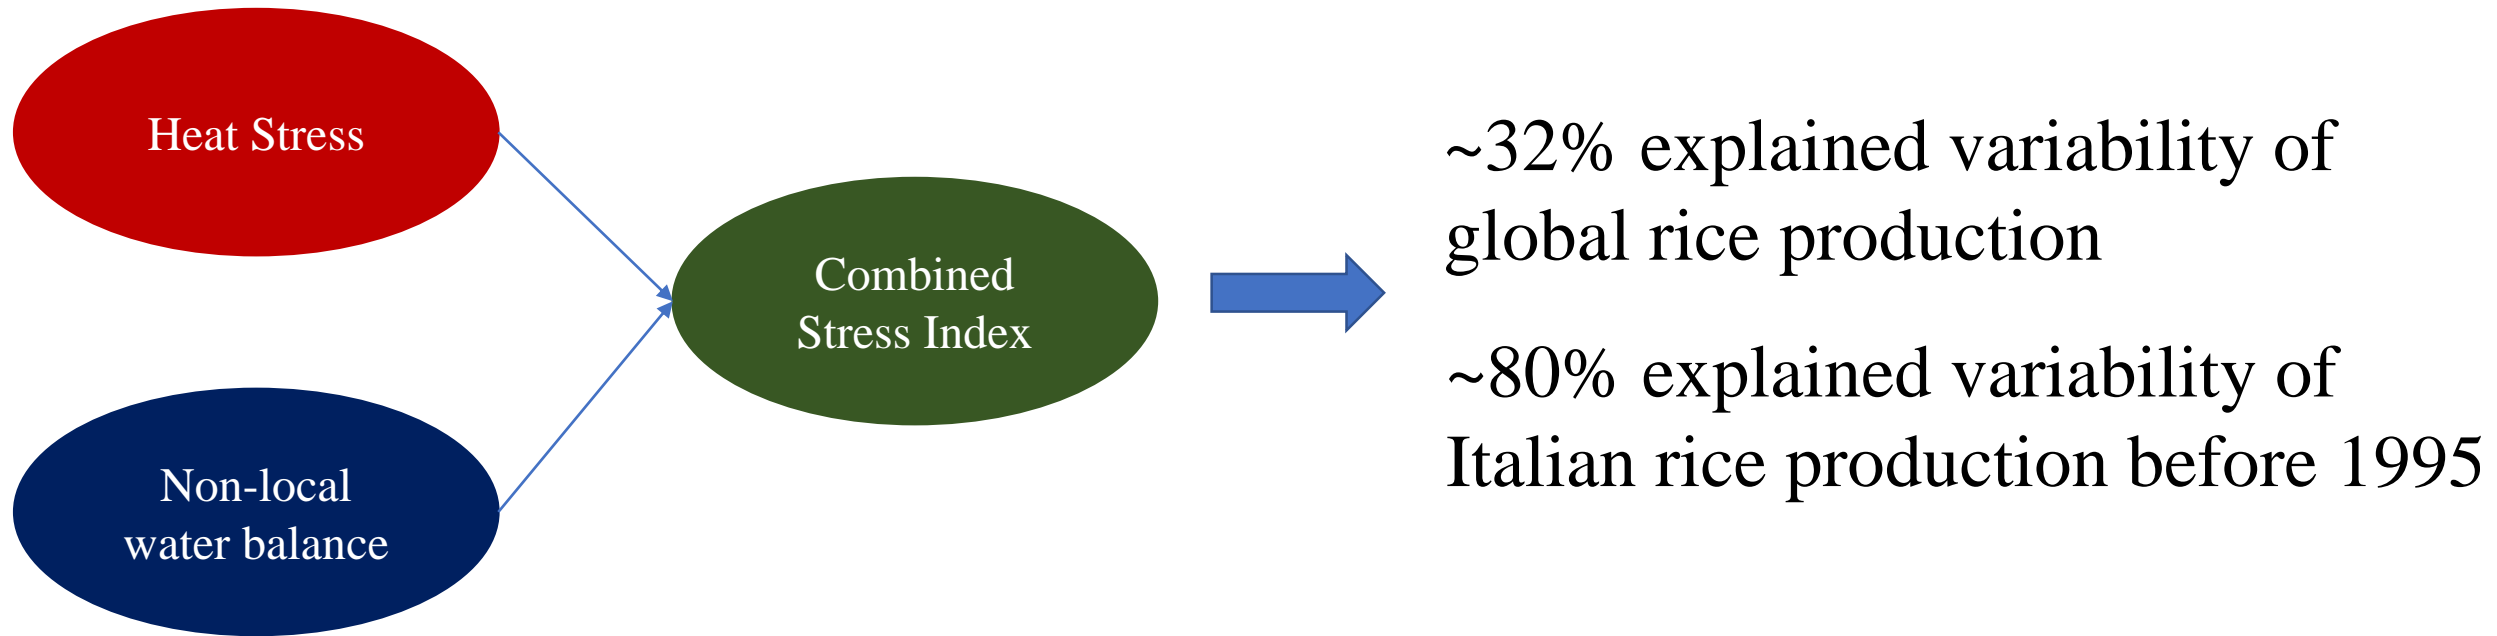 Heat Stress
Non-local
water balance
Combined
Stress Index
~32% explained variability of
global rice production
~80% explained variability of
Italian rice production before 1995